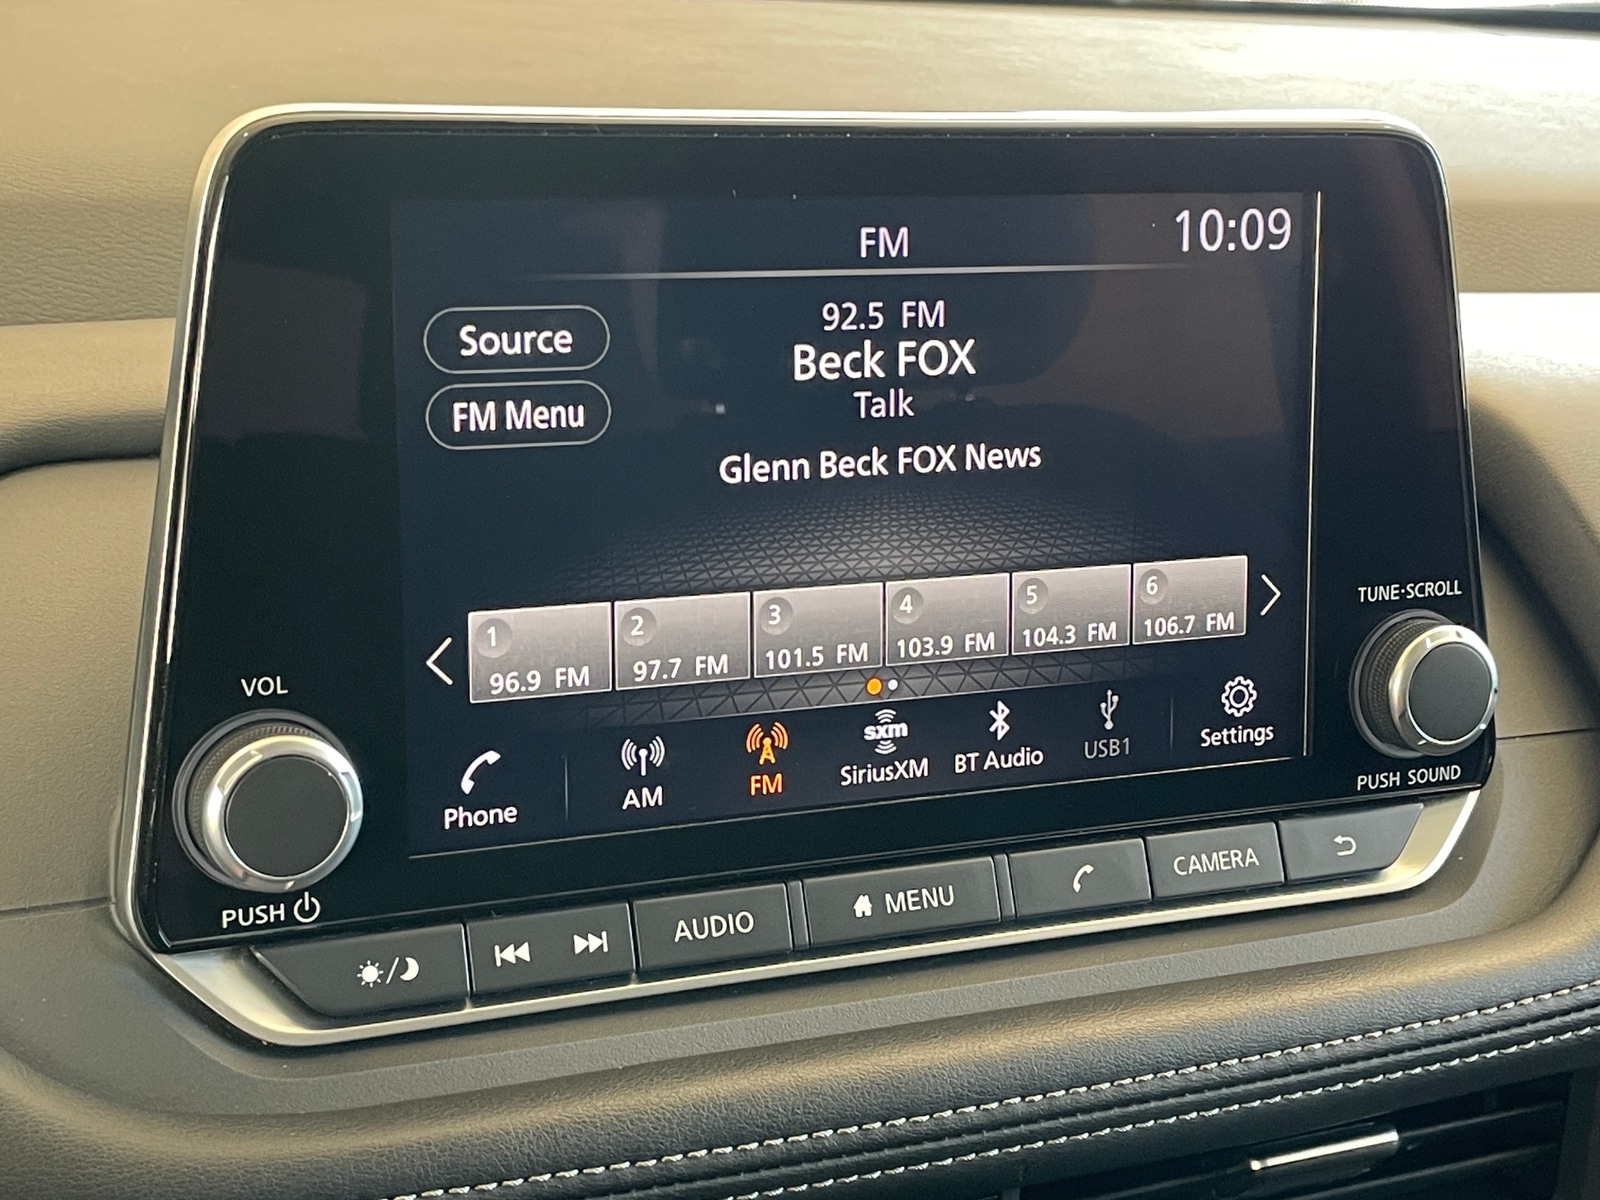 FM
10:09
Source
FM Menu
92.5 FM
Beck FOX
Talk
Glenn Beck FOX News
1
96.9 FM
2
97.7 FM
3
101.5 FM
4
103.9 FM
5
104.3 FM
6
106.7 FM
Phone
AM
FM
sxm
SiriusXM
BT Audio
USB1
Settings
VOL
PUSH
TUNE·SCROLL
PUSH SOUND
AUDIO
MENU
CAMERA